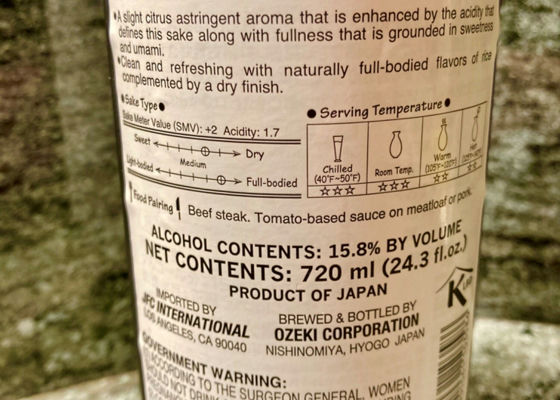 •A slight citrus astringent aroma that is enhanced by the acidity that
defines this sake along with fullness that is grounded in sweetness
and umami.
•Clean and refreshing with naturally full-bodied flavors of rice
complemented by a dry finish.
●Sake Type●
Sake Meter Value (SMV): +2 Acidity: 1.7
Sweet Dry
Medium
Light-bodied Full-bodied
●Serving Temperature●
Chilled Room Temp. Warm Hot
(40°F~50°F)
☆☆☆ ☆☆☆ ☆☆ ☆
Food Pairing Beef steak. Tomato-based sauce on meatloaf or pork.
ALCOHOL CONTENTS: 15.8% BY VOLUME
NET CONTENTS: 720 ml (24.3 fl.oz.)
PRODUCT OF JAPAN
IMPORTED BY
JFC INTERNATIONAL
LOS ANGELES, CA 90040
BREWED & BOTTLED BY
OZEKI CORPORATION
NISHINOMIYA, HYOGO JAPAN
K
GOVERNMENT WARNING:
ACCORDING TO THE SURGEON GENERAL, WOMEN
SHOULD NOT DRINK